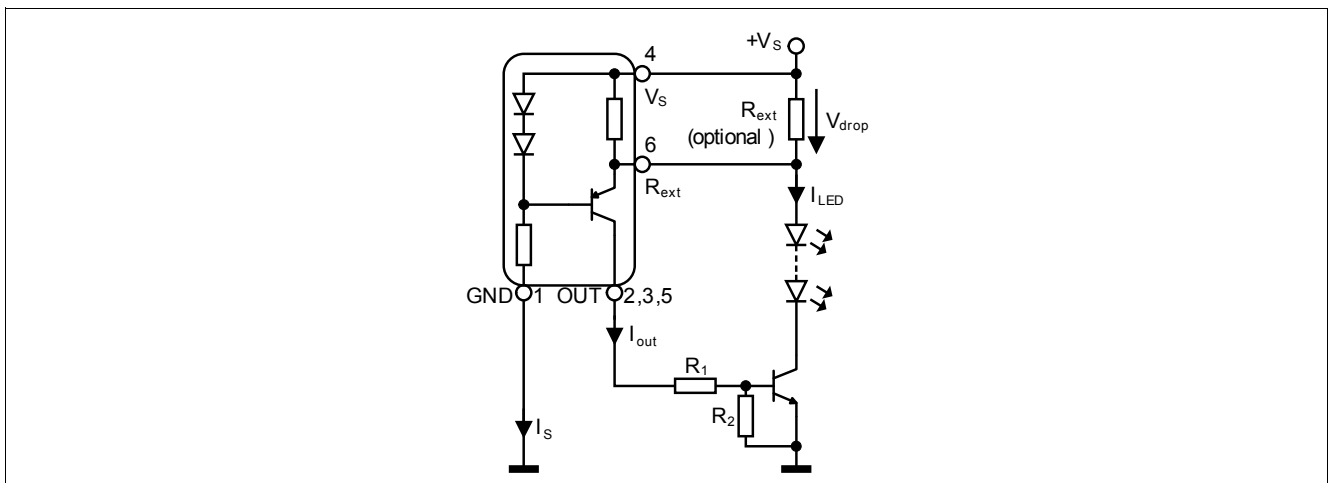 +VS
4
VS
Rext
(optional )
Vdrop
6
Rext
ILED
GND 1 OUT 2,3,5
Iout
R1
R2
IS